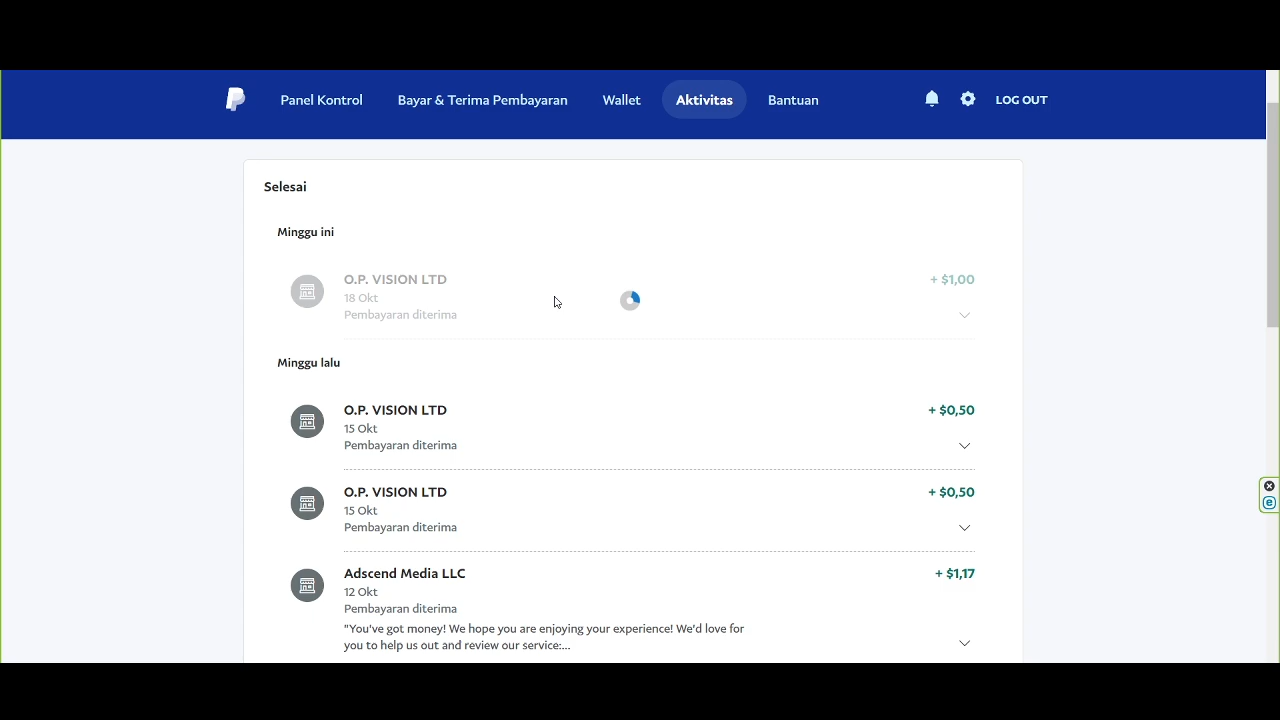 Panel Kontrol
Bayar & Terima Pembayaran
Wallet
Aktivitas
Bantuan
LOG OUT
Selesai
Minggu ini
O.P. VISION LTD
+ $1,00
18 Okt
Pembayaran diterima
Minggu lalu
O.P. VISION LTD
+ $0,50
15 Okt
Pembayaran diterima
O.P. VISION LTD
+ $0,50
15 Okt
Pembayaran diterima
Adscend Media LLC
+ $1,17
12 Okt
Pembayaran diterima
"You've got money! We hope you are enjoying your experience! We'd love for
you to help us out and review our service:...